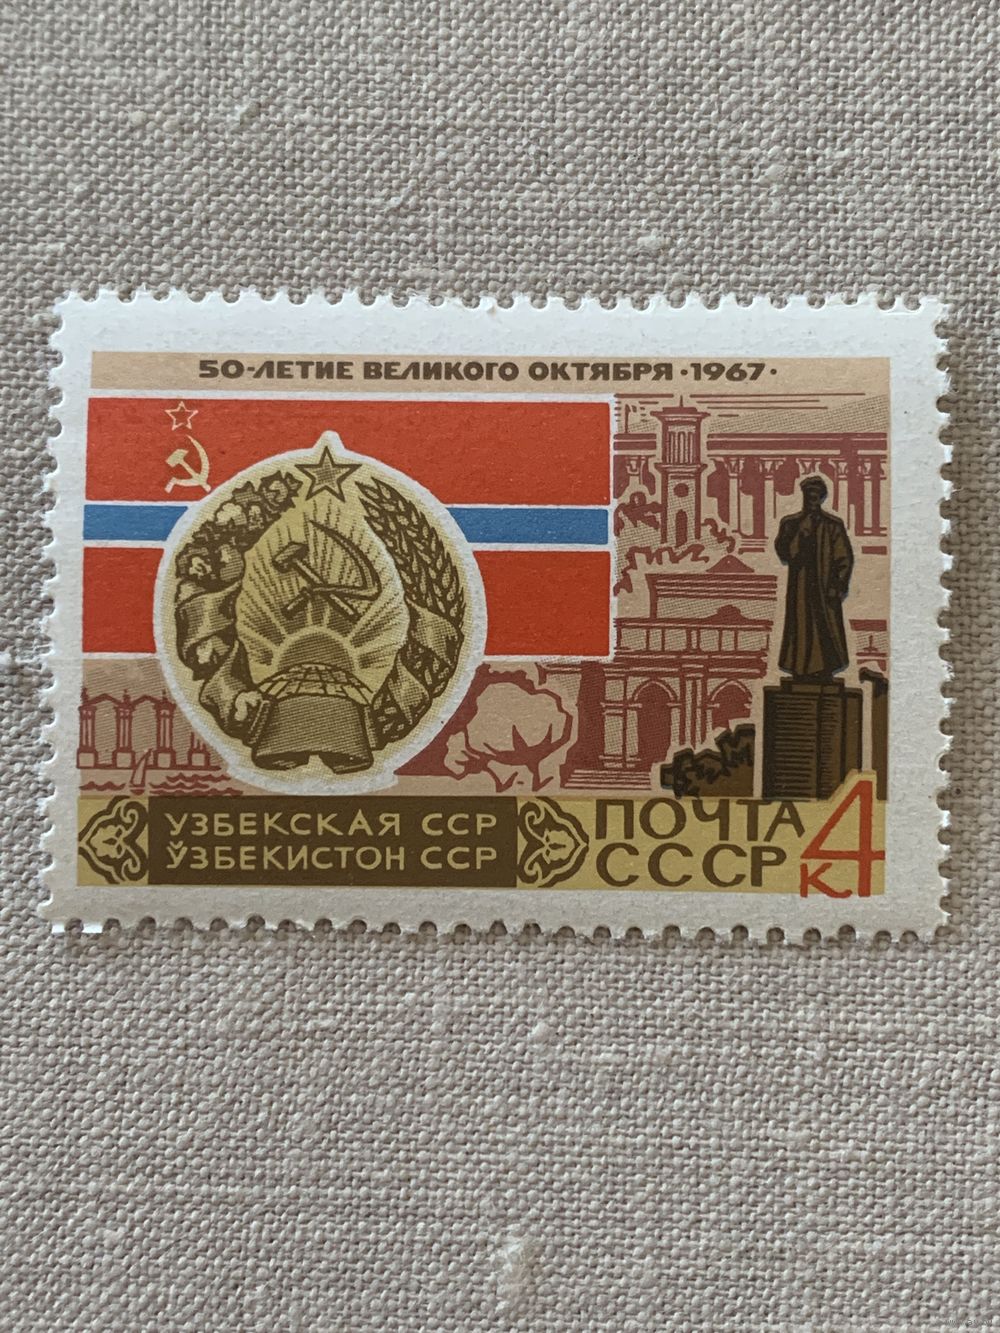 50-ЛЕТИЕ ВЕЛИКОГО ОКТЯБРЯ · 1967 ·
УЗБЕКСКАЯ ССР
ЎЗБЕКИСТОН ССР
ПОЧТА
СССР
4 К.